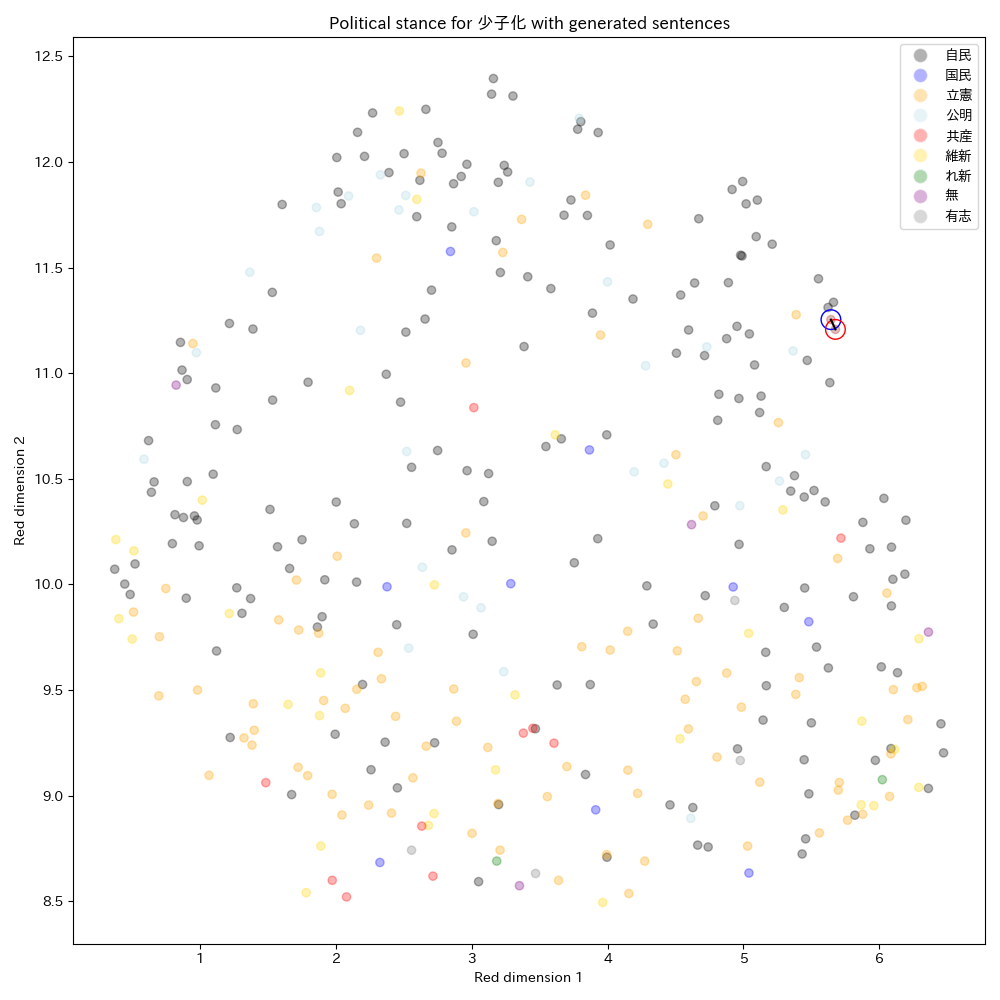 Political stance for 少子化 with generated sentences
自民
国民
立憲
公明
共産
維新
れ新
無
有志
12.5
12.0
11.5
11.0
10.5
10.0
9.5
9.0
8.5
Red dimension 2
1 2 3 4 5 6
Red dimension 1